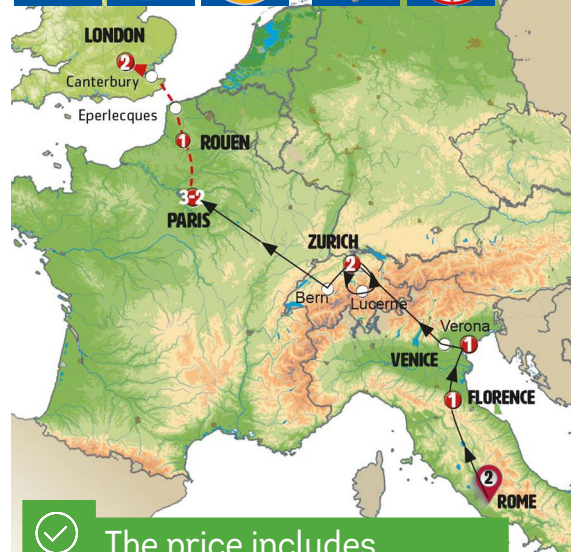 LONDON
2
Canterbury
Eperlecques
1
ROUEN
3-2
PARIS
ZURICH
2
Bern
Lucerne
Verona
VENICE
1
1
FLORENCE
2
ROME
The price includes